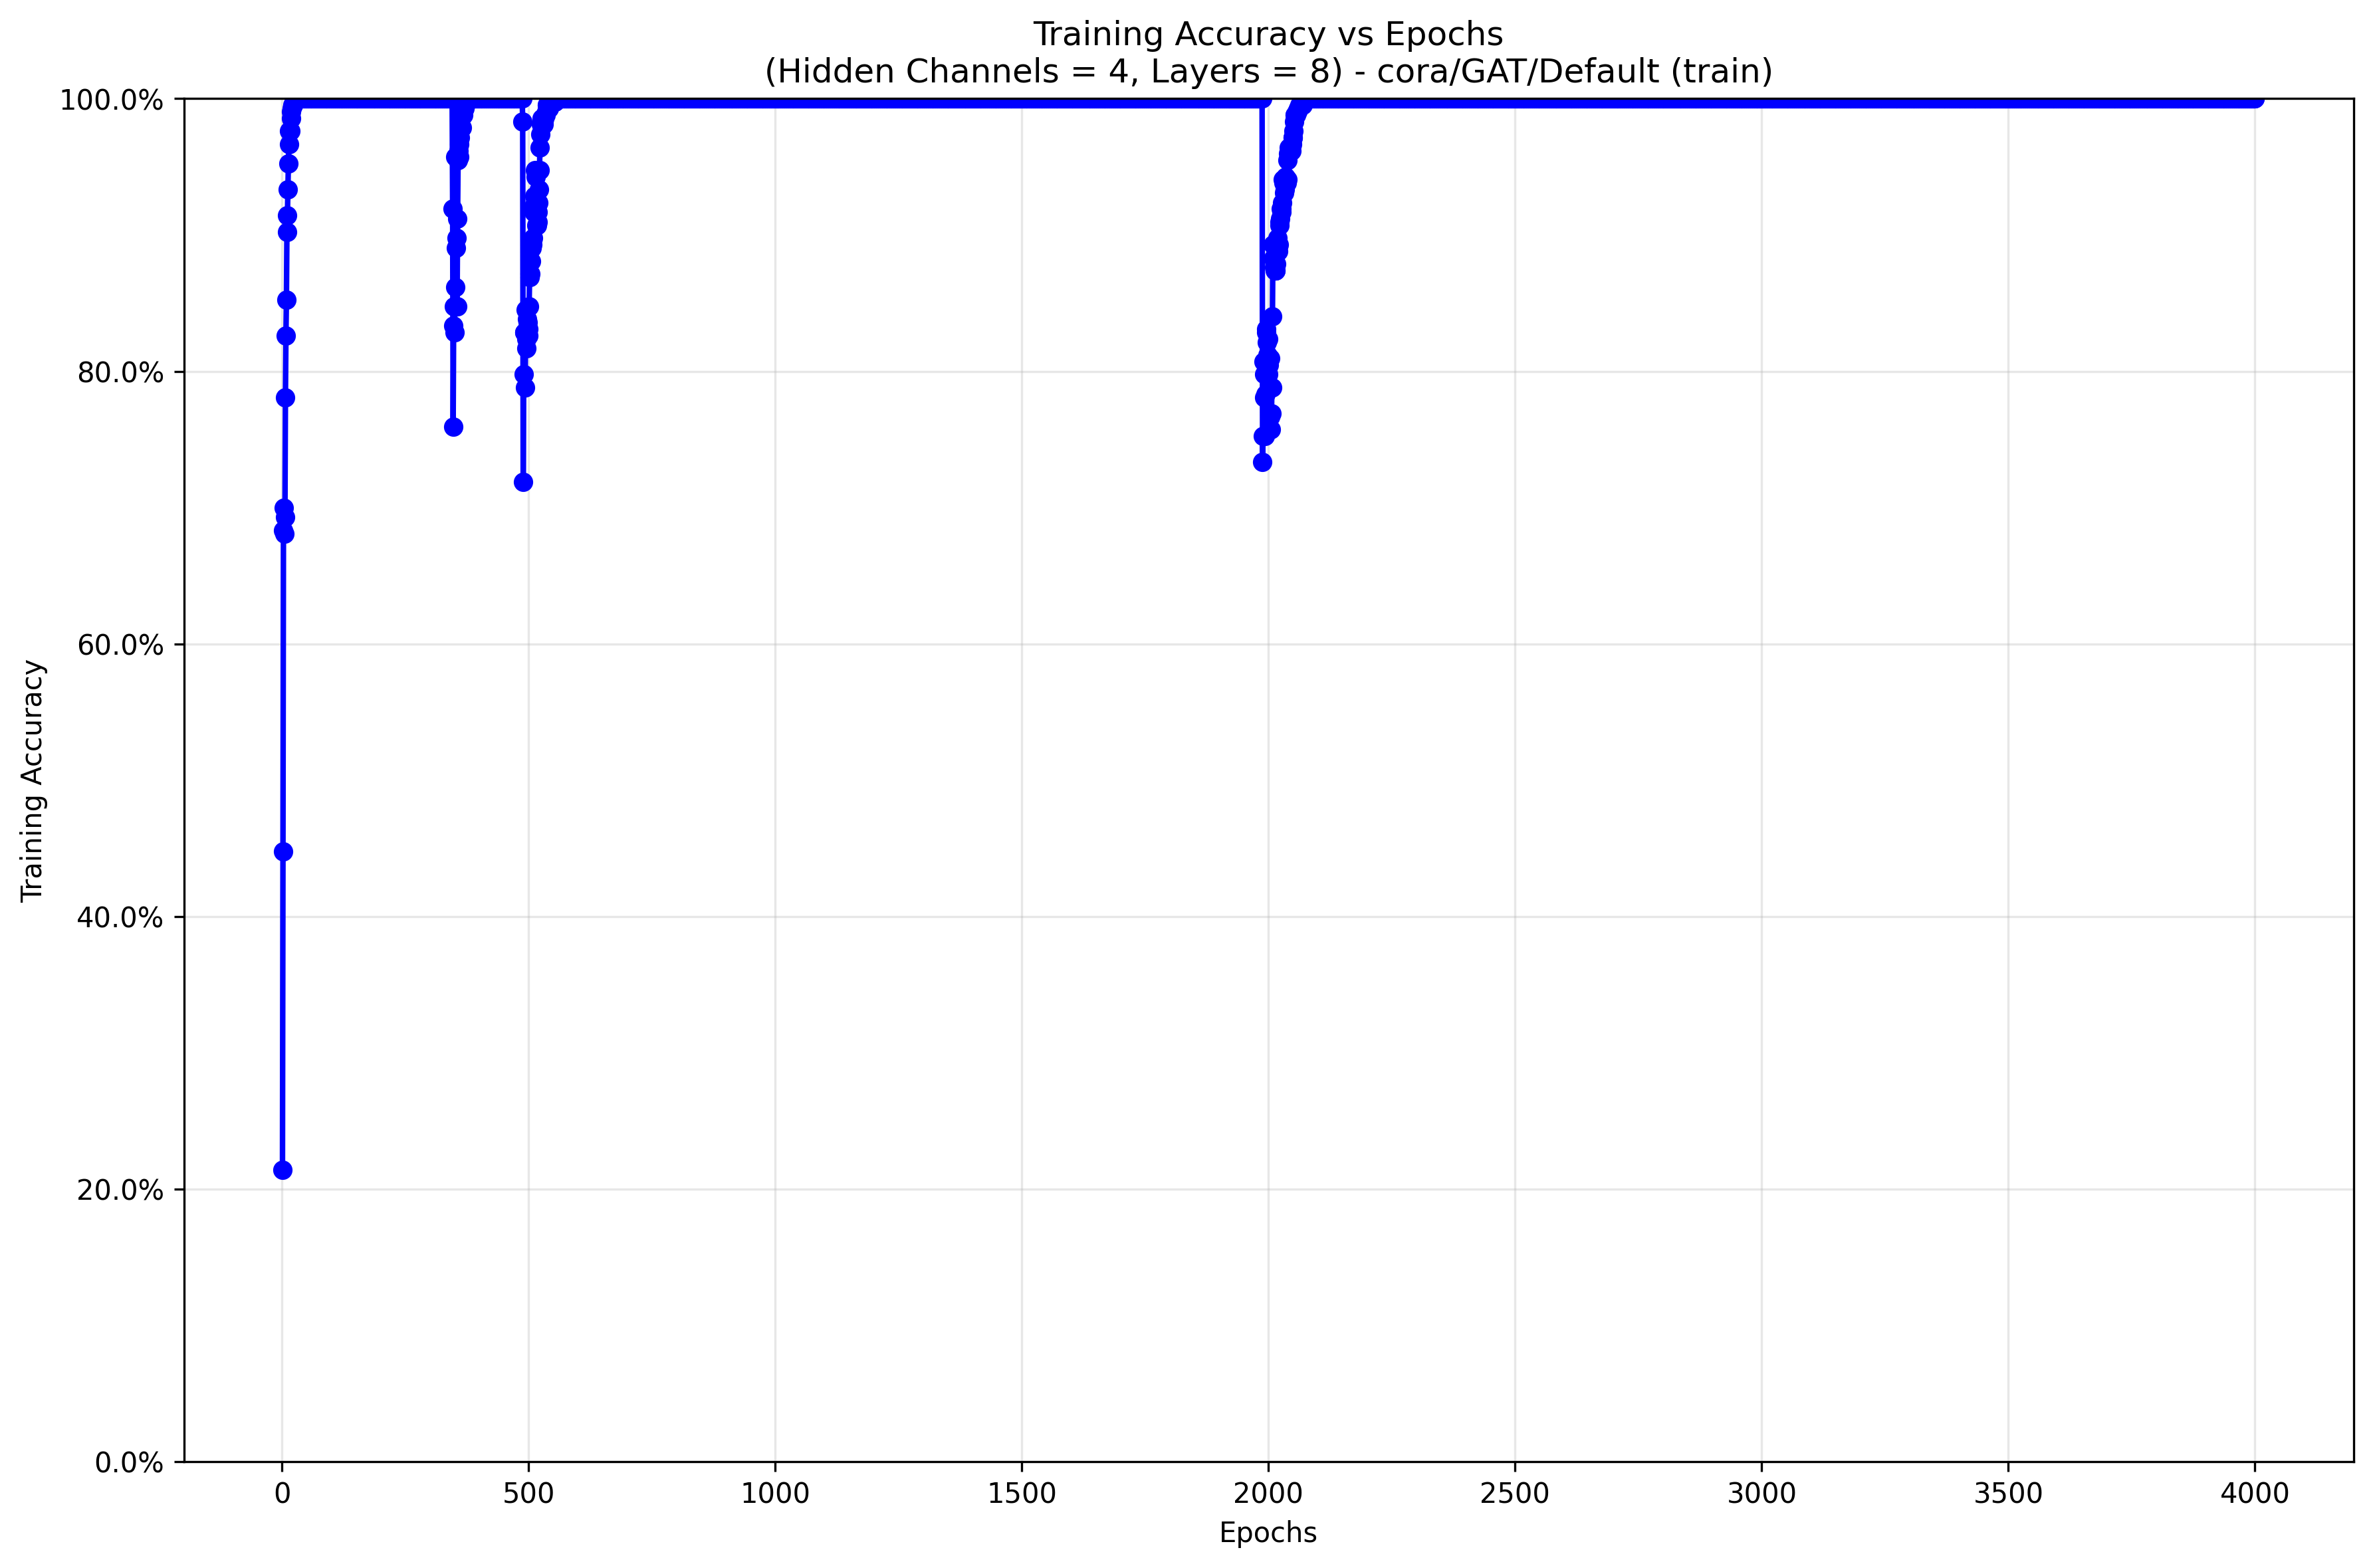 Training Accuracy vs Epochs
(Hidden Channels = 4, Layers = 8) - cora/GAT/Default (train)
100.0%
80.0%
60.0%
40.0%
20.0%
0.0%
Training Accuracy
0 500 1000 1500 2000 2500 3000 3500 4000
Epochs